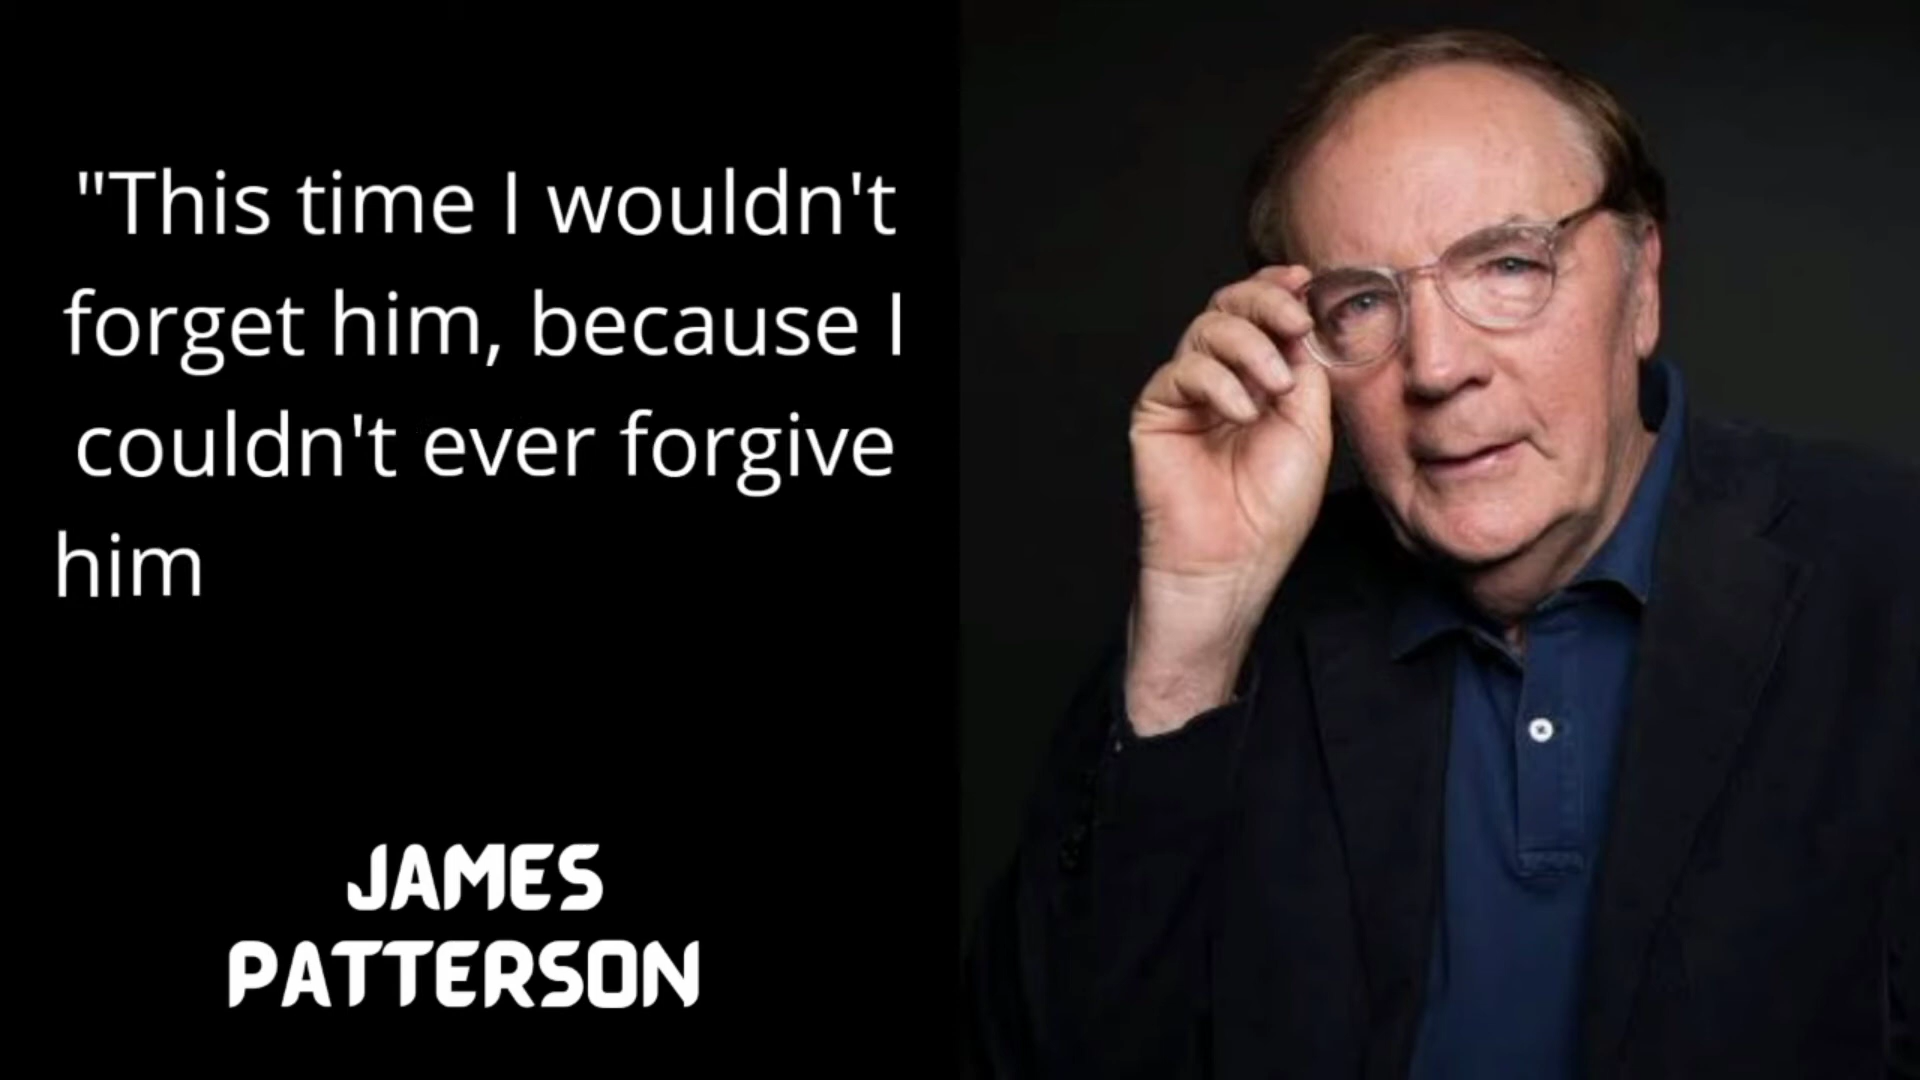 "This time I wouldn't
forget him, because I
couldn't ever forgive
him
JAMES
PATTERSON